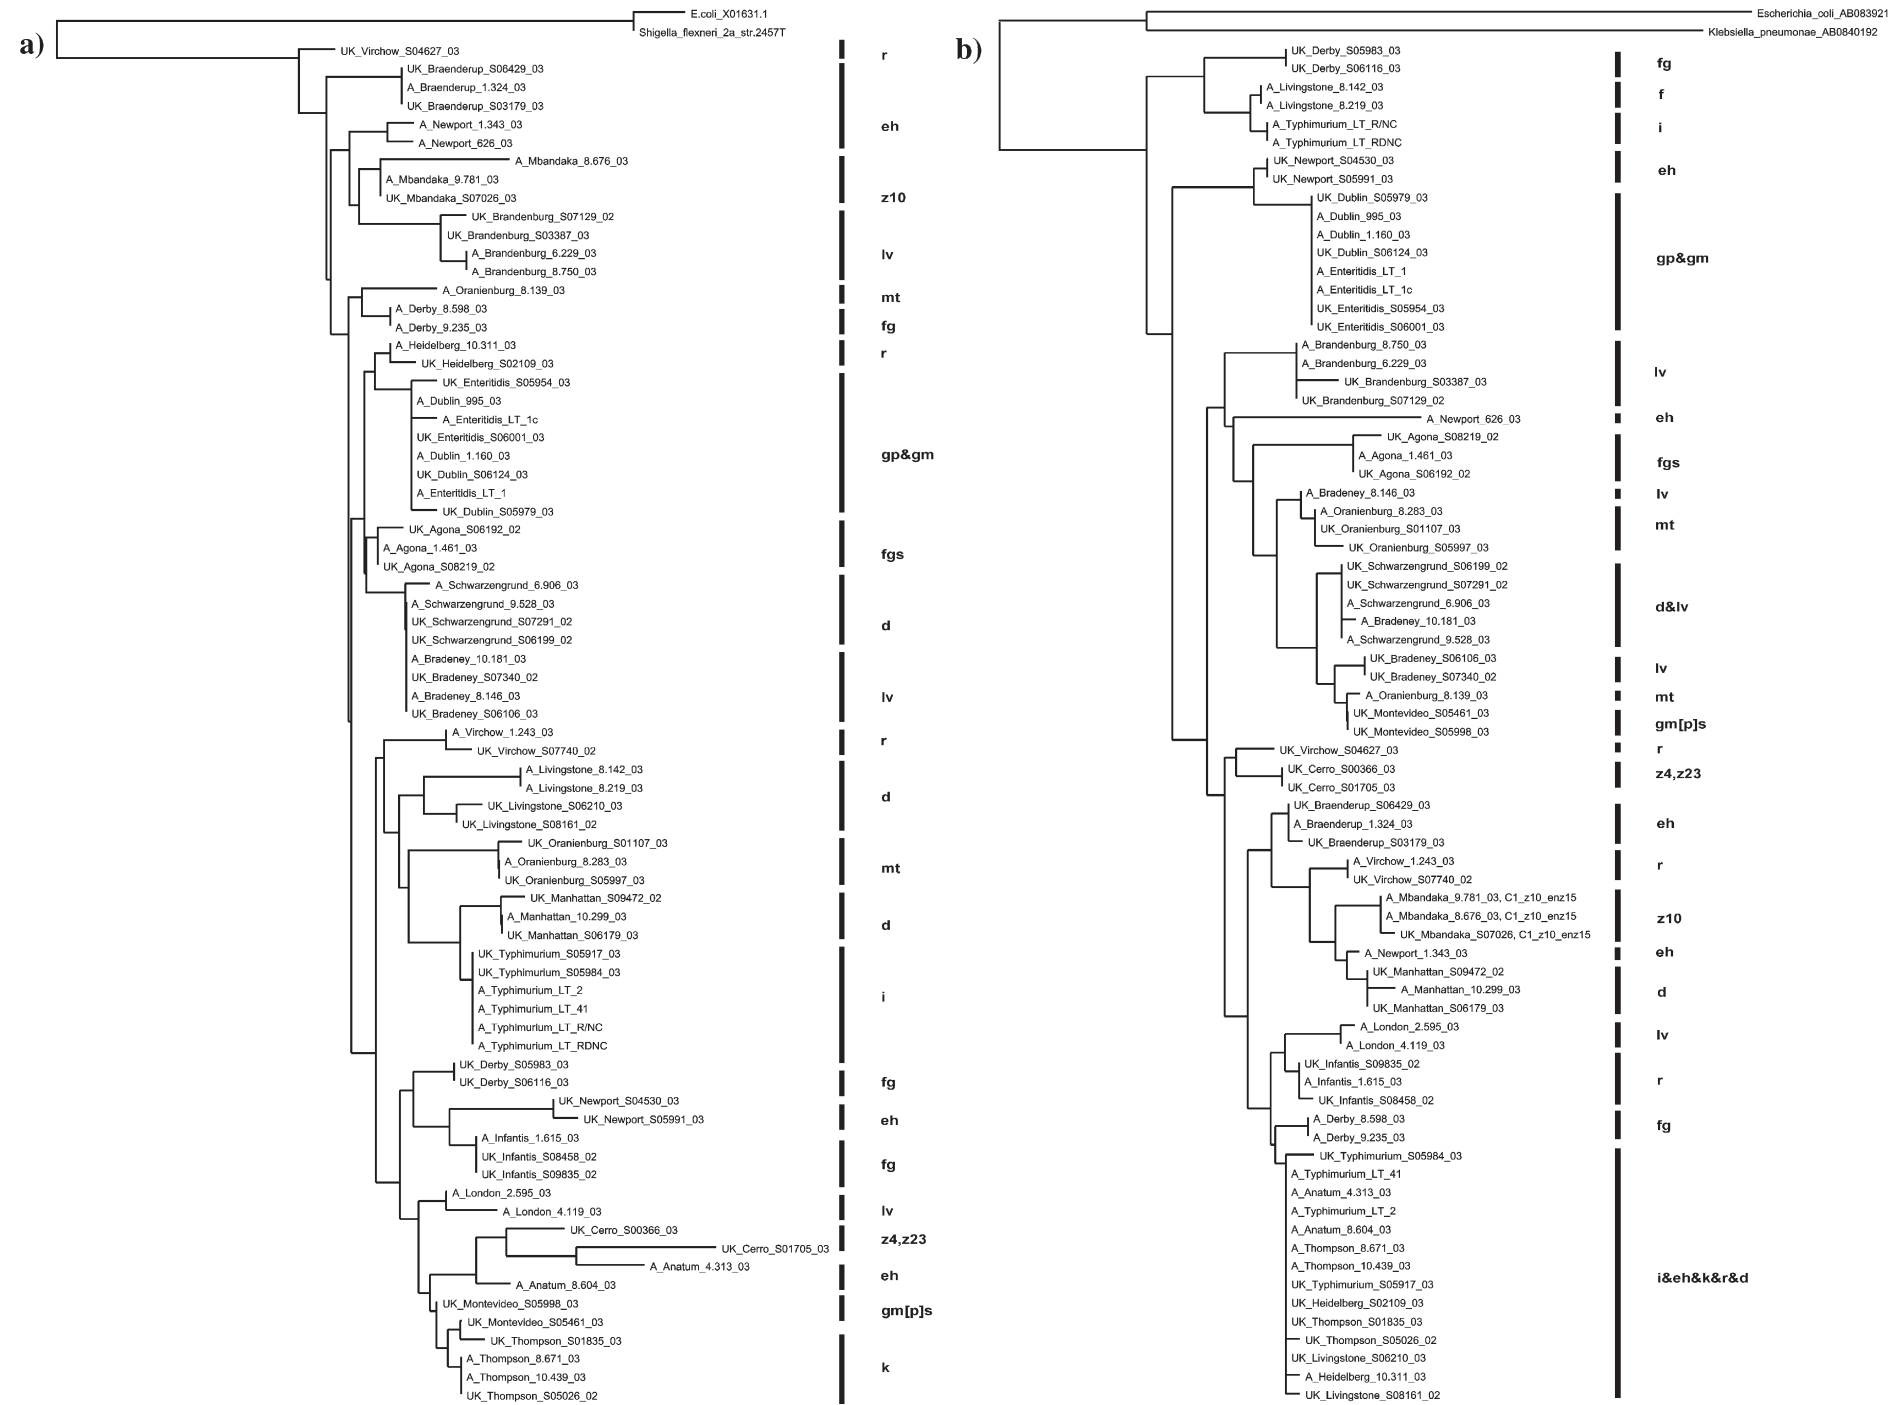 a)
E.coli_X01631.1
Shigella_flexneri_2a_str.2457T
UK_Virchow_S04627_03
r
UK_Braenderup_S06429_03
A_Braenderup_1.324_03
UK_Braenderup_S03179_03
A_Newport_1.343_03
eh
A_Newport_626_03
A_Mbandaka_8.676_03
A_Mbandaka_9.781_03
UK_Mbandaka_S07026_03
z10
UK_Brandenburg_S07129_02
UK_Brandenburg_S03387_03
A_Brandenburg_6.229_03
lv
A_Brandenburg_8.750_03
A_Oranienburg_8.139_03
mt
A_Derby_8.598_03
A_Derby_9.235_03
fg
A_Heidelberg_10.311_03
r
UK_Heidelberg_S02109_03
UK_Enteritidis_S05954_03
A_Dublin_995_03
A_Enteritidis_LT_1c
UK_Enteritidis_S06001_03
A_Dublin_1.160_03
gp&gm
UK_Dublin_S06124_03
A_Enteritidis_LT_1
UK_Dublin_S05979_03
UK_Agona_S06192_02
A_Agona_1.461_03
fgs
UK_Agona_S08219_02
A_Schwarzengrund_6.906_03
A_Schwarzengrund_9.528_03
UK_Schwarzengrund_S07291_02
d
UK_Schwarzengrund_S06199_02
A_Bradeney_10.181_03
UK_Bradeney_S07340_02
A_Bradeney_8.146_03
lv
UK_Bradeney_S06106_03
A_Virchow_1.243_03
r
UK_Virchow_S07740_02
A_Livingstone_8.142_03
A_Livingstone_8.219_03
d
UK_Livingstone_S06210_03
UK_Livingstone_S08161_02
UK_Oranienburg_S01107_03
A_Oranienburg_8.283_03
mt
UK_Oranienburg_S05997_03
UK_Manhattan_S09472_02
A_Manhattan_10.299_03
d
UK_Manhattan_S06179_03
UK_Typhimurium_S05917_03
UK_Typhimurium_S05984_03
A_Typhimurium_LT_2
i
A_Typhimurium_LT_41
A_Typhimurium_LT_R/NC
A_Typhimurium_LT_RDNC
UK_Derby_S05983_03
UK_Derby_S06116_03
fg
UK_Newport_S04530_03
UK_Newport_S05991_03
eh
A_Infantis_1.615_03
UK_Infantis_S08458_02
fg
UK_Infantis_S09835_02
A_London_2.595_03
A_London_4.119_03
lv
UK_Cerro_S00366_03
z4,z23
UK_Cerro_S01705_03
A_Anatum_4.313_03
eh
A_Anatum_8.604_03
UK_Montevideo_S05998_03
gm[p]s
UK_Montevideo_S05461_03
UK_Thompson_S01835_03
A_Thompson_8.671_03
k
A_Thompson_10.439_03
UK_Thompson_S05026_02
b)
Escherichia_coli_AB083921
Klebsiella_pneumonae_AB0840192
UK_Derby_S05983_03
fg
UK_Derby_S06116_03
A_Livingstone_8.142_03
f
A_Livingstone_8.219_03
A_Typhimurium_LT_R/NC
i
A_Typhimurium_LT_RDNC
UK_Newport_S04530_03
eh
UK_Newport_S05991_03
UK_Dublin_S05979_03
A_Dublin_995_03
A_Dublin_1.160_03
UK_Dublin_S06124_03
gp&gm
A_Enteritidis_LT_1
A_Enteritidis_LT_1c
UK_Enteritidis_S05954_03
UK_Enteritidis_S06001_03
A_Brandenburg_8.750_03
A_Brandenburg_6.229_03
lv
UK_Brandenburg_S03387_03
UK_Brandenburg_S07129_02
A_Newport_626_03
eh
UK_Agona_S08219_02
A_Agona_1.461_03
fgs
UK_Agona_S06192_02
A_Bradeney_8.146_03
lv
A_Oranienburg_8.283_03
mt
UK_Oranienburg_S01107_03
UK_Oranienburg_S05997_03
UK_Schwarzengrund_S06199_02
UK_Schwarzengrund_S07291_02
A_Schwarzengrund_6.906_03
d&lv
A_Bradeney_10.181_03
A_Schwarzengrund_9.528_03
UK_Bradeney_S06106_03
lv
UK_Bradeney_S07340_02
A_Oranienburg_8.139_03
mt
UK_Montevideo_S05461_03
gm[p]s
UK_Montevideo_S05998_03
UK_Virchow_S04627_03
r
UK_Cerro_S00366_03
z4,z23
UK_Cerro_S01705_03
UK_Braenderup_S06429_03
A_Braenderup_1.324_03
eh
UK_Braenderup_S03179_03
A_Virchow_1.243_03
r
UK_Virchow_S07740_02
A_Mbandaka_9.781_03, C1_z10_enz15
A_Mbandaka_8.676_03, C1_z10_enz15
z10
UK_Mbandaka_S07026, C1_z10_enz15
A_Newport_1.343_03
eh
UK_Manhattan_S09472_02
A_Manhattan_10.299_03
d
UK_Manhattan_S06179_03
A_London_2.595_03
lv
A_London_4.119_03
UK_Infantis_S09835_02
A_Infantis_1.615_03
r
UK_Infantis_S08458_02
A_Derby_8.598_03
fg
A_Derby_9.235_03
UK_Typhimurium_S05984_03
A_Typhimurium_LT_41
A_Anatum_4.313_03
A_Typhimurium_LT_2
A_Anatum_8.604_03
A_Thompson_8.671_03
A_Thompson_10.439_03
i&eh&k&r&d
UK_Typhimurium_S05917_03
UK_Heidelberg_S02109_03
UK_Thompson_S01835_03
UK_Thompson_S05026_02
UK_Livingstone_S06210_03
A_Heidelberg_10.311_03
UK_Livingstone_S08161_02